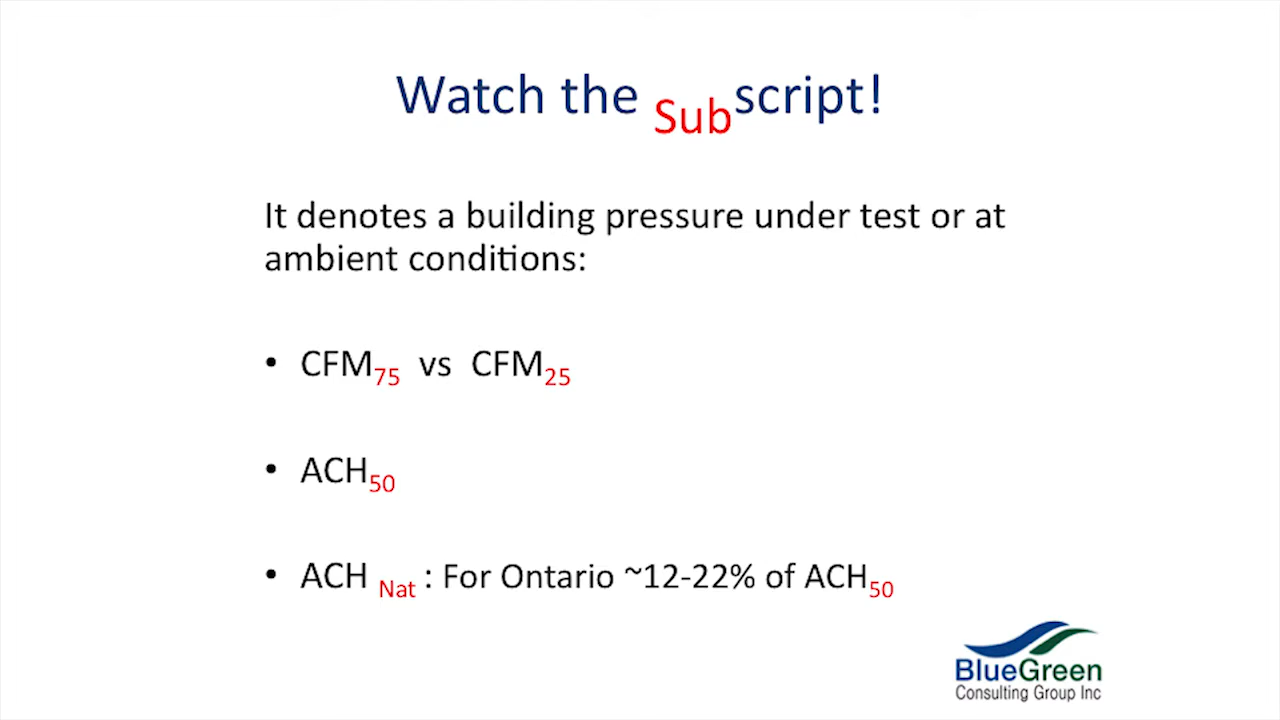 Watch the Subscript!
It denotes a building pressure under test or at
ambient conditions:
• CFM75 vs CFM25
• ACH50
• ACH Nat : For Ontario ~12-22% of ACH50
BlueGreen
Consulting Group Inc